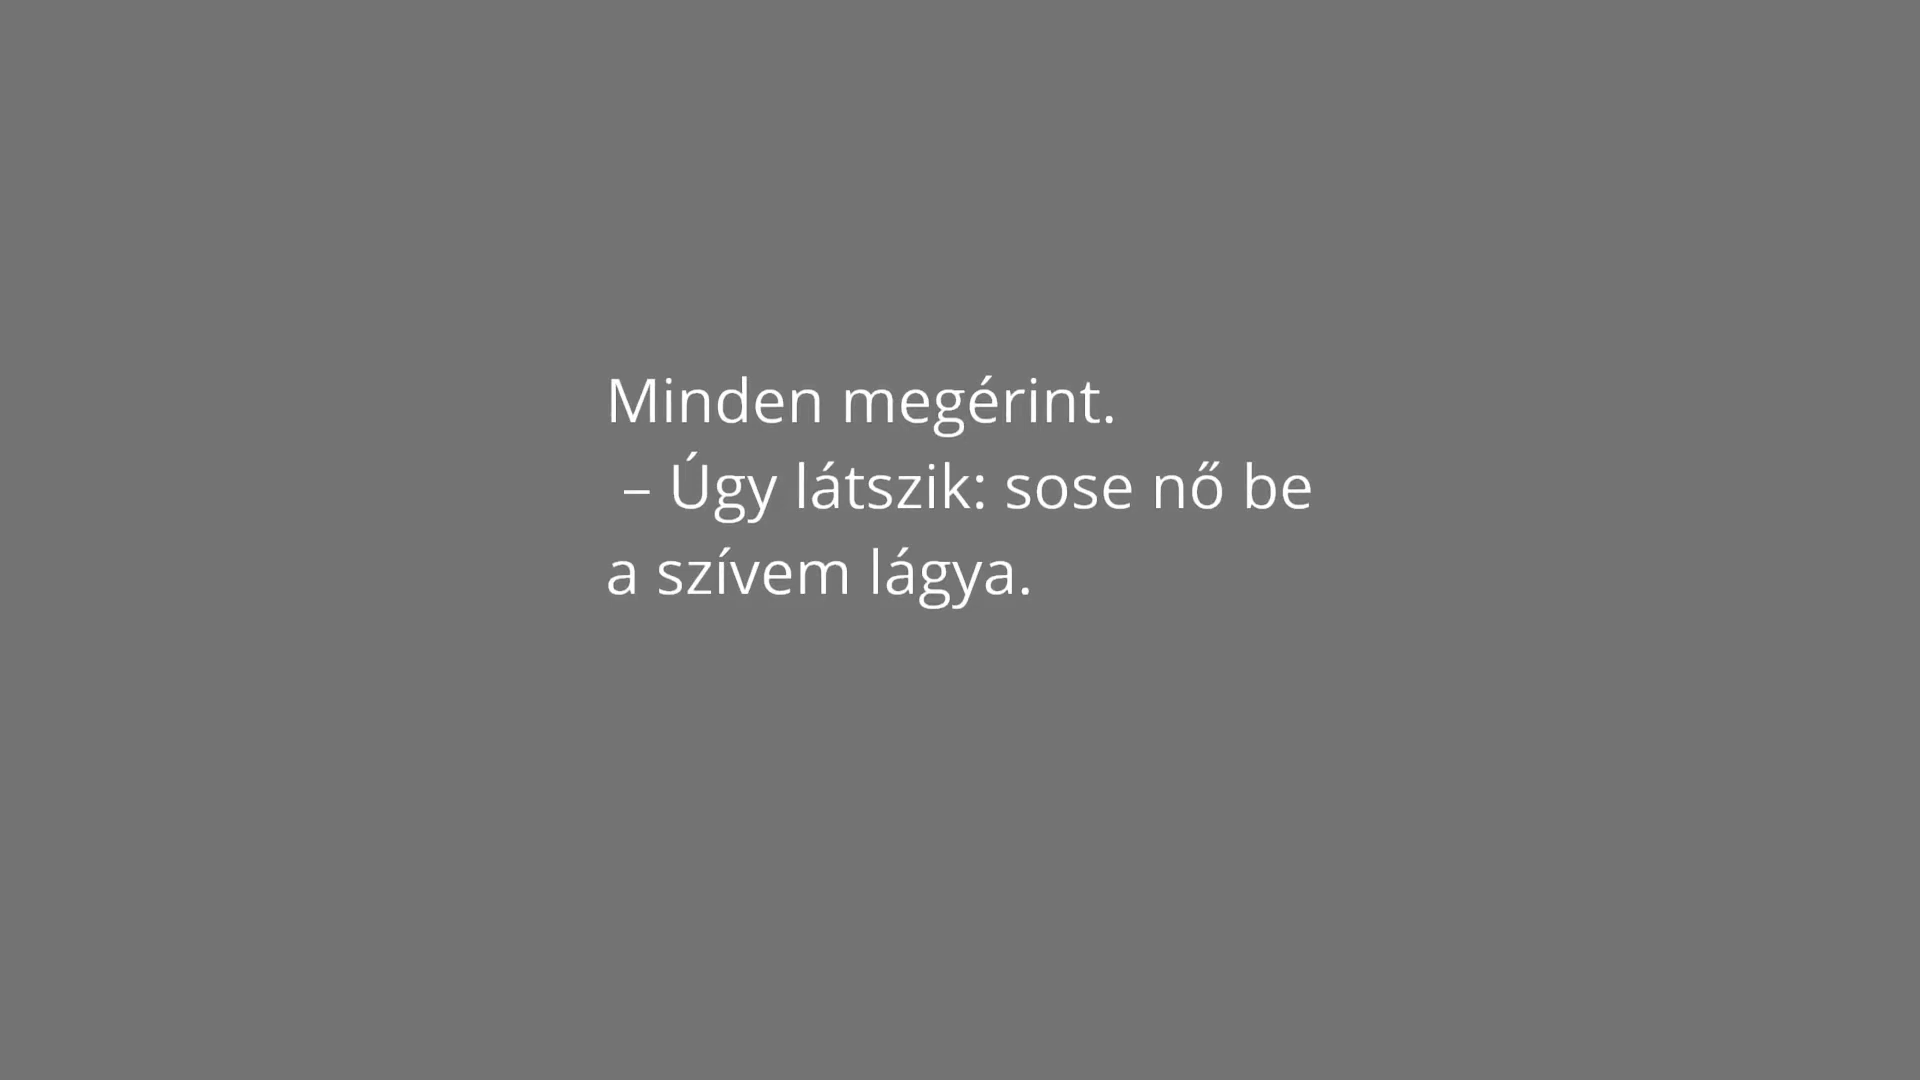 Minden megérint.
– Úgy látszik: sose nő be
a szívem lágya.